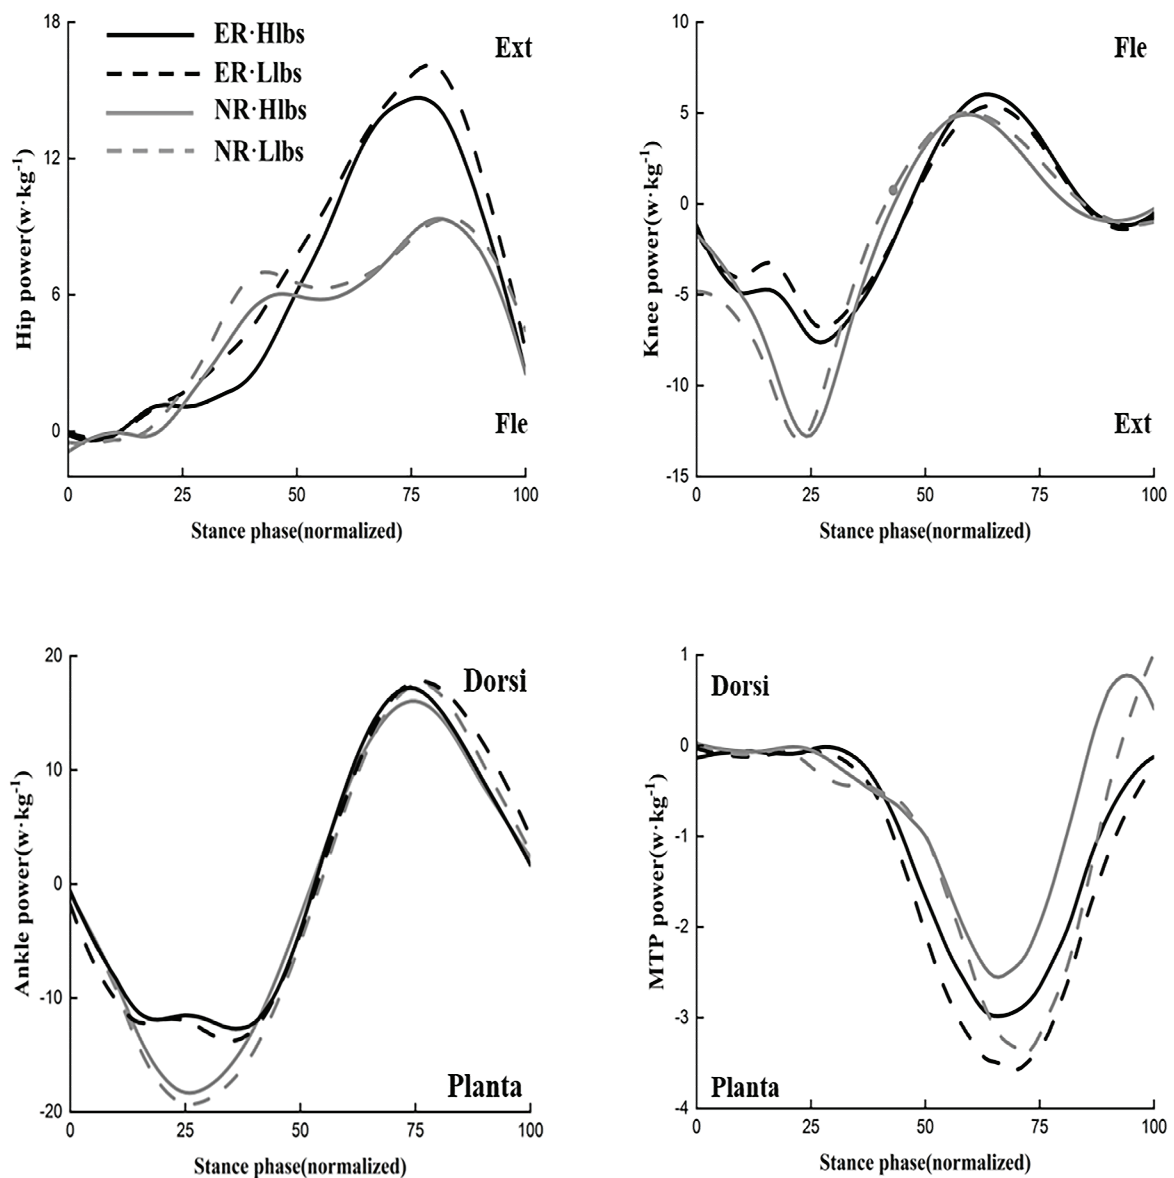 18
12
6
0
0
25
50
75
100
Hip power(w·kg⁻¹)
Stance phase(normalized)
ER·Hlbs
ER·Llbs
NR·Hlbs
NR·Llbs
Ext
Fle
10
5
0
-5
-10
-15
0
25
50
75
100
Knee power(w·kg⁻¹)
Stance phase(normalized)
Fle
Ext
20
10
0
-10
-20
0
25
50
75
100
Ankle power(w·kg⁻¹)
Stance phase(normalized)
Dorsi
Planta
1
0
-1
-2
-3
-4
0
25
50
75
100
MTP power(w·kg⁻¹)
Stance phase(normalized)
Dorsi
Planta